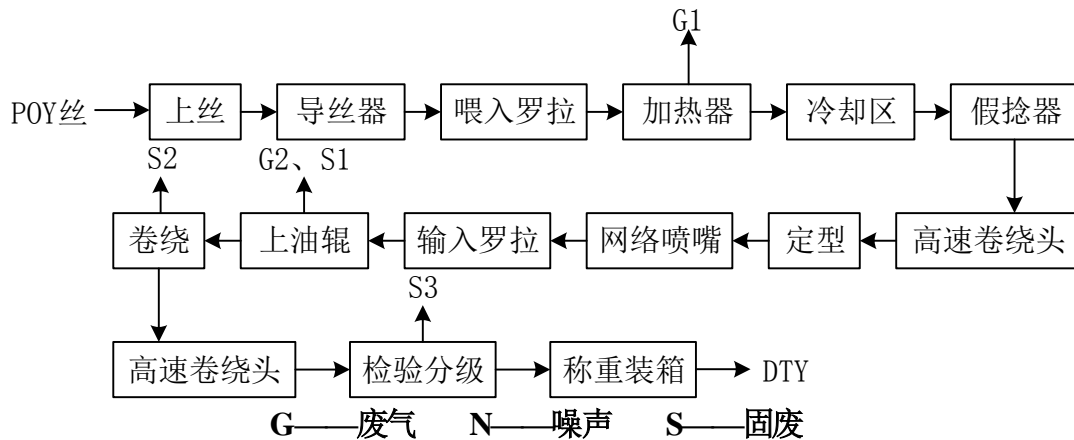 G1
POY丝 上丝 导丝器 喂入罗拉 加热器 冷却区 假捻器
S2 G2、S1
卷绕 上油辊 输入罗拉 网络喷嘴 定型 高速卷绕头
S3
高速卷绕头 检验分级 称重装箱 DTY
G——废气 N——噪声 S——固废